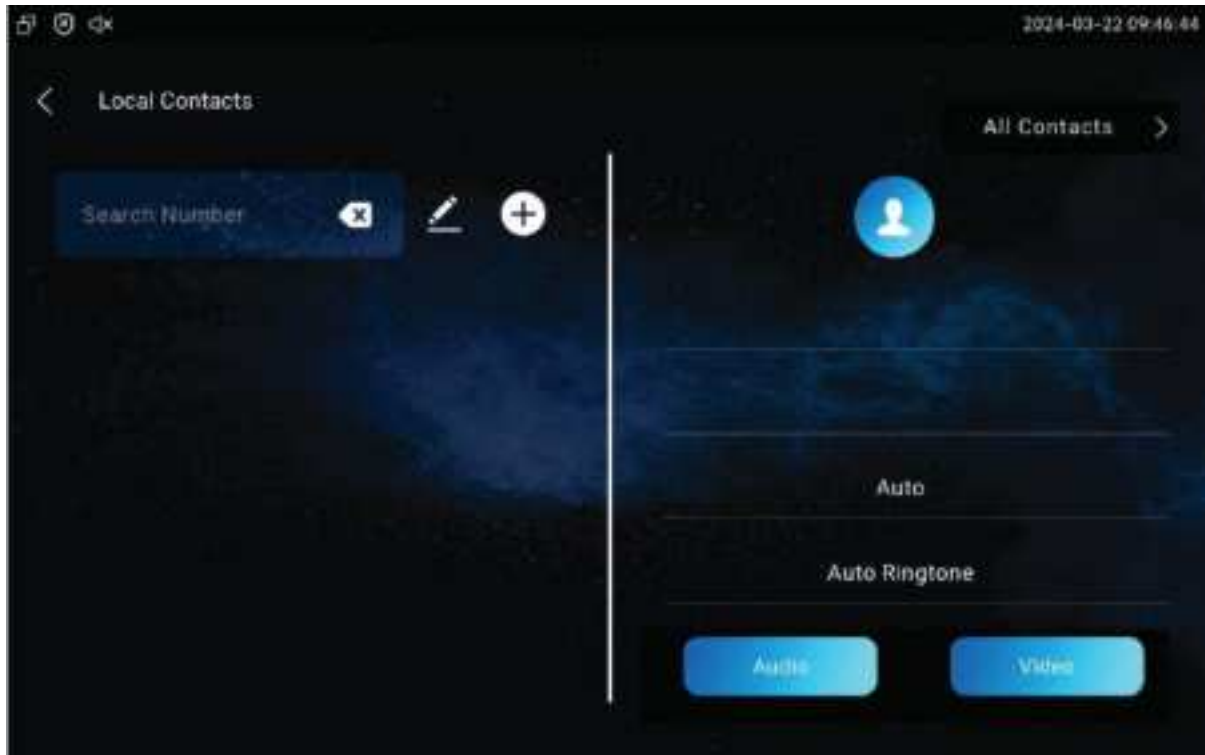 2024-03-22 09:46:44
Local Contacts
All Contacts
Search Number
Auto
Auto Ringtone
Audio
Video